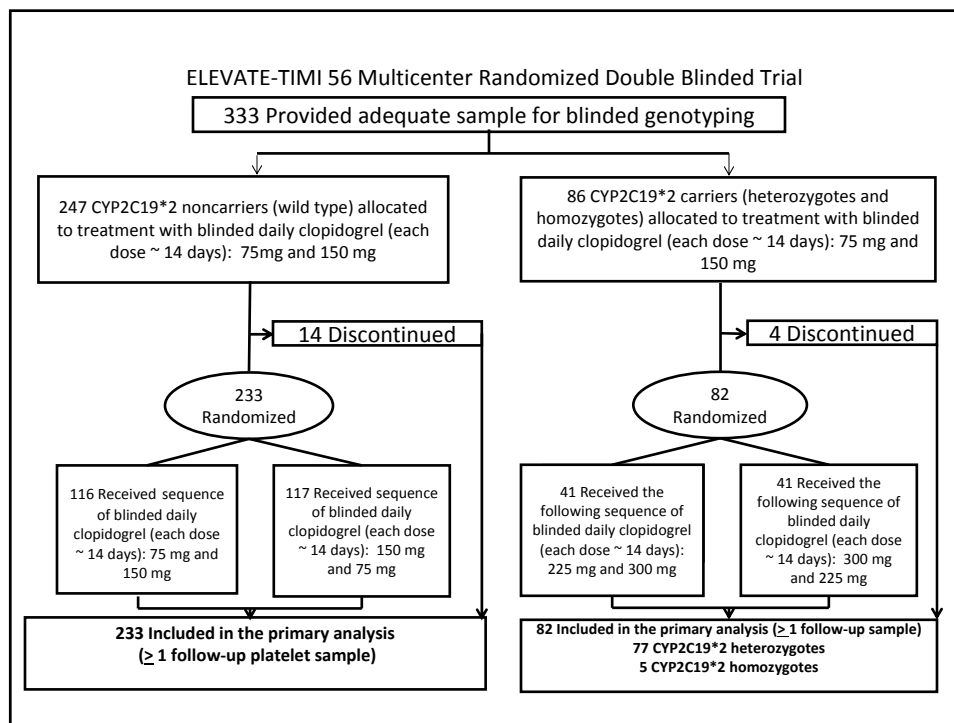 ELEVATE-TIMI 56 Multicenter Randomized Double Blinded Trial
333 Provided adequate sample for blinded genotyping
247 CYP2C19*2 noncarriers (wild type) allocated
to treatment with blinded daily clopidogrel (each
dose ~ 14 days): 75mg and 150 mg
86 CYP2C19*2 carriers (heterozygotes and
homozygotes) allocated to treatment with blinded
daily clopidogrel (each dose ~ 14 days): 75 mg and
150 mg
14 Discontinued
4 Discontinued
233
Randomized
82
Randomized
116 Received sequence
of blinded daily
clopidogrel (each dose
~ 14 days): 75 mg and
150 mg
117 Received sequence
of blinded daily
clopidogrel (each dose
~ 14 days): 150 mg
and 75 mg
41 Received the
following sequence of
blinded daily clopidogrel
(each dose ~ 14 days):
225 mg and 300 mg
41 Received the
following sequence of
blinded daily
clopidogrel (each dose
~ 14 days): 300 mg
and 225 mg
233 Included in the primary analysis
(≥ 1 follow-up platelet sample)
82 Included in the primary analysis (≥ 1 follow-up sample)
77 CYP2C19*2 heterozygotes
5 CYP2C19*2 homozygotes